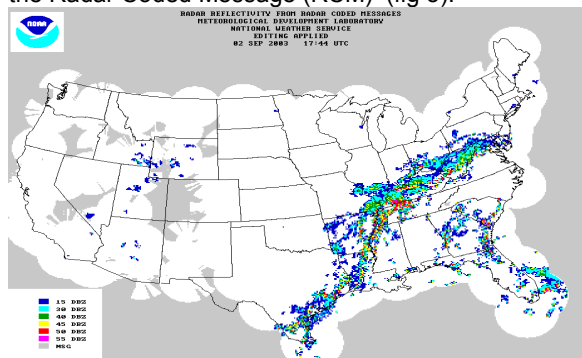 the Radar Coded Message (RCM) (fig 3).
RADAR REFLECTIVITY FROM RADAR CODED MESSAGES
METEOROLOGICAL DEVELOPMENT LABORATORY
NATIONAL WEATHER SERVICE
EDITING APPLIED
02 SEP 2003 17:44 UTC
NOAA
15 DBZ
30 DBZ
40 DBZ
45 DBZ
50 DBZ
55 DBZ
MSG